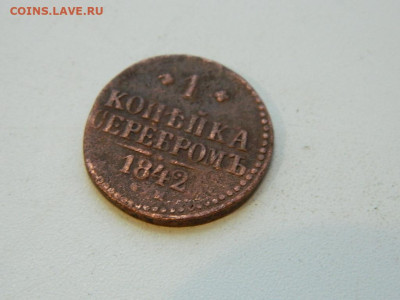 COINS.LAVE.RU
1
КОПѢЙКА
СЕРЕБРОМЪ
1842